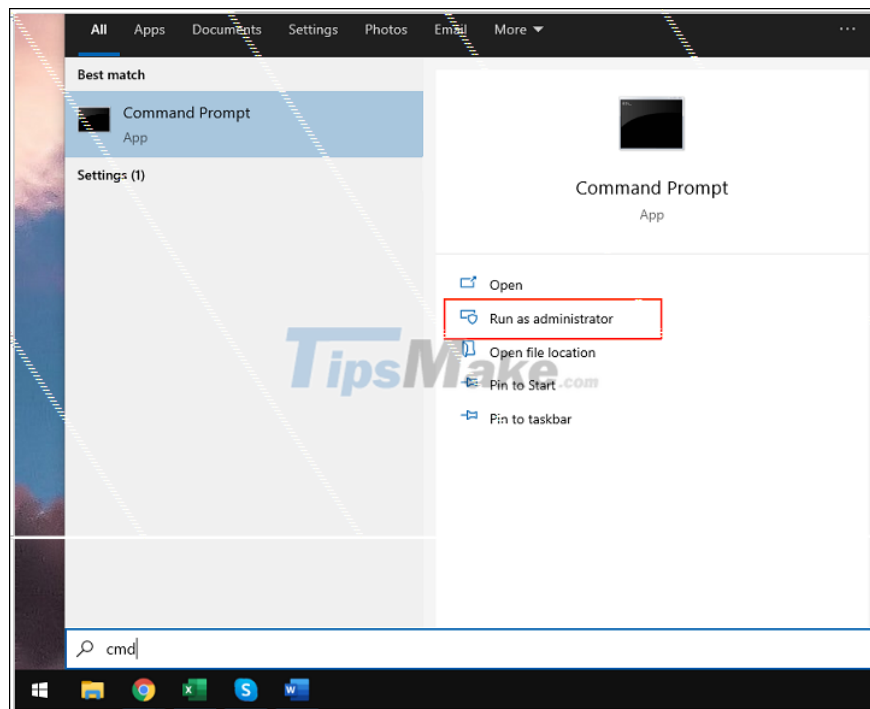 All Apps Documents Settings Photos Email More ...
Best match
Command Prompt
App
Settings (1)
Command Prompt
App
Open
Run as administrator
Open file location
Pin to Start
Pin to taskbar
TipsMake.com
cmd